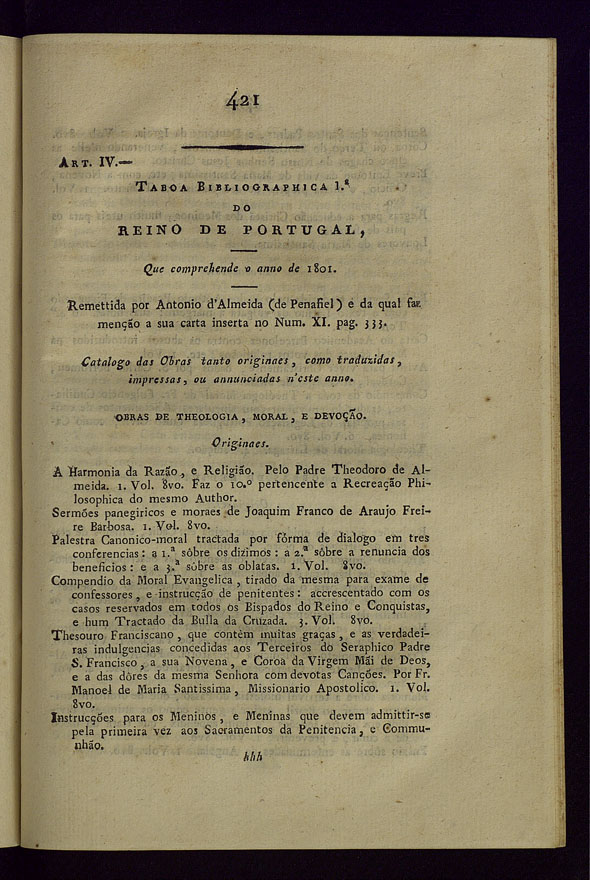 421
ART. IV.—
TABOA BIBLIOGRAPHICA 1.ª
DO
REINO DE PORTUGAL,
Que comprehende o anno de 1801.
Remettida por Antonio d'Almeida (de Penafiel) e da qual faz
menção a sua carta inserta no Num. XI. pag. 333.
Catalogo das Obras tanto originaes, como traduzidas,
impressas, ou annunciadas n'este anno.
OBRAS DE THEOLOGIA, MORAL, E DEVOÇÃO.
Originaes.
A Harmonia da Razão, e Religião. Pelo Padre Theodoro de Al-
meida. 1. Vol. 8vo. Faz o 10.º pertencente a Recreação Phi-
losophica do mesmo Author.
Sermões panegiricos e moraes de Joaquim Franco de Araujo Frei-
re Barbosa. 1. Vol. 8vo.
Palestra Canonico-moral tractada por fórma de dialogo em tres
conferencias: a 1.ª sôbre os dizimos: a 2.ª sôbre a renuncia dos
beneficios: e a 3.ª sôbre as oblatas. 1. Vol. 8vo.
Compendio da Moral Evangelica, tirado da mesma para exame de
confessores, e instrucção de penitentes: accrescentado com os
casos reservados em todos os Bispados do Reino e Conquistas,
e hum Tractado da Bulla da Cruzada. 3. Vol. 8vo.
Thesouro Franciscano, que contêm muitas graças, e as verdadei-
ras indulgencias concedidas aos Terceiros do Seraphico Padre
S. Francisco, a sua Novena, e Coroa da Virgem Mãi de Deos,
e a das dôres da mesma Senhora com devotas Canções. Por Fr.
Manoel de Maria Santissima, Missionario Apostolico. 1. Vol.
8vo.
Instrucções para os Meninos, e Meninas que devem admittir-se
pela primeira vez aos Sacramentos da Penitencia, e Commu-
nhão.
hhh